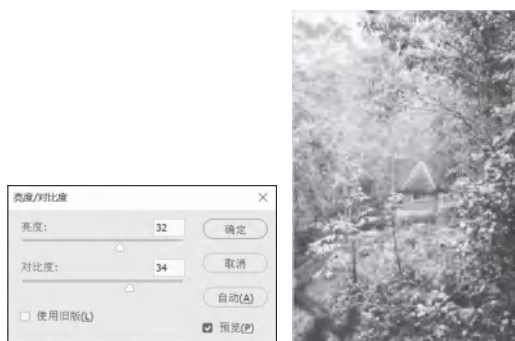 亮度/对比度
亮度: 32
确定
对比度: 34
取消
自动(A)
使用旧版(L)
预览(P)